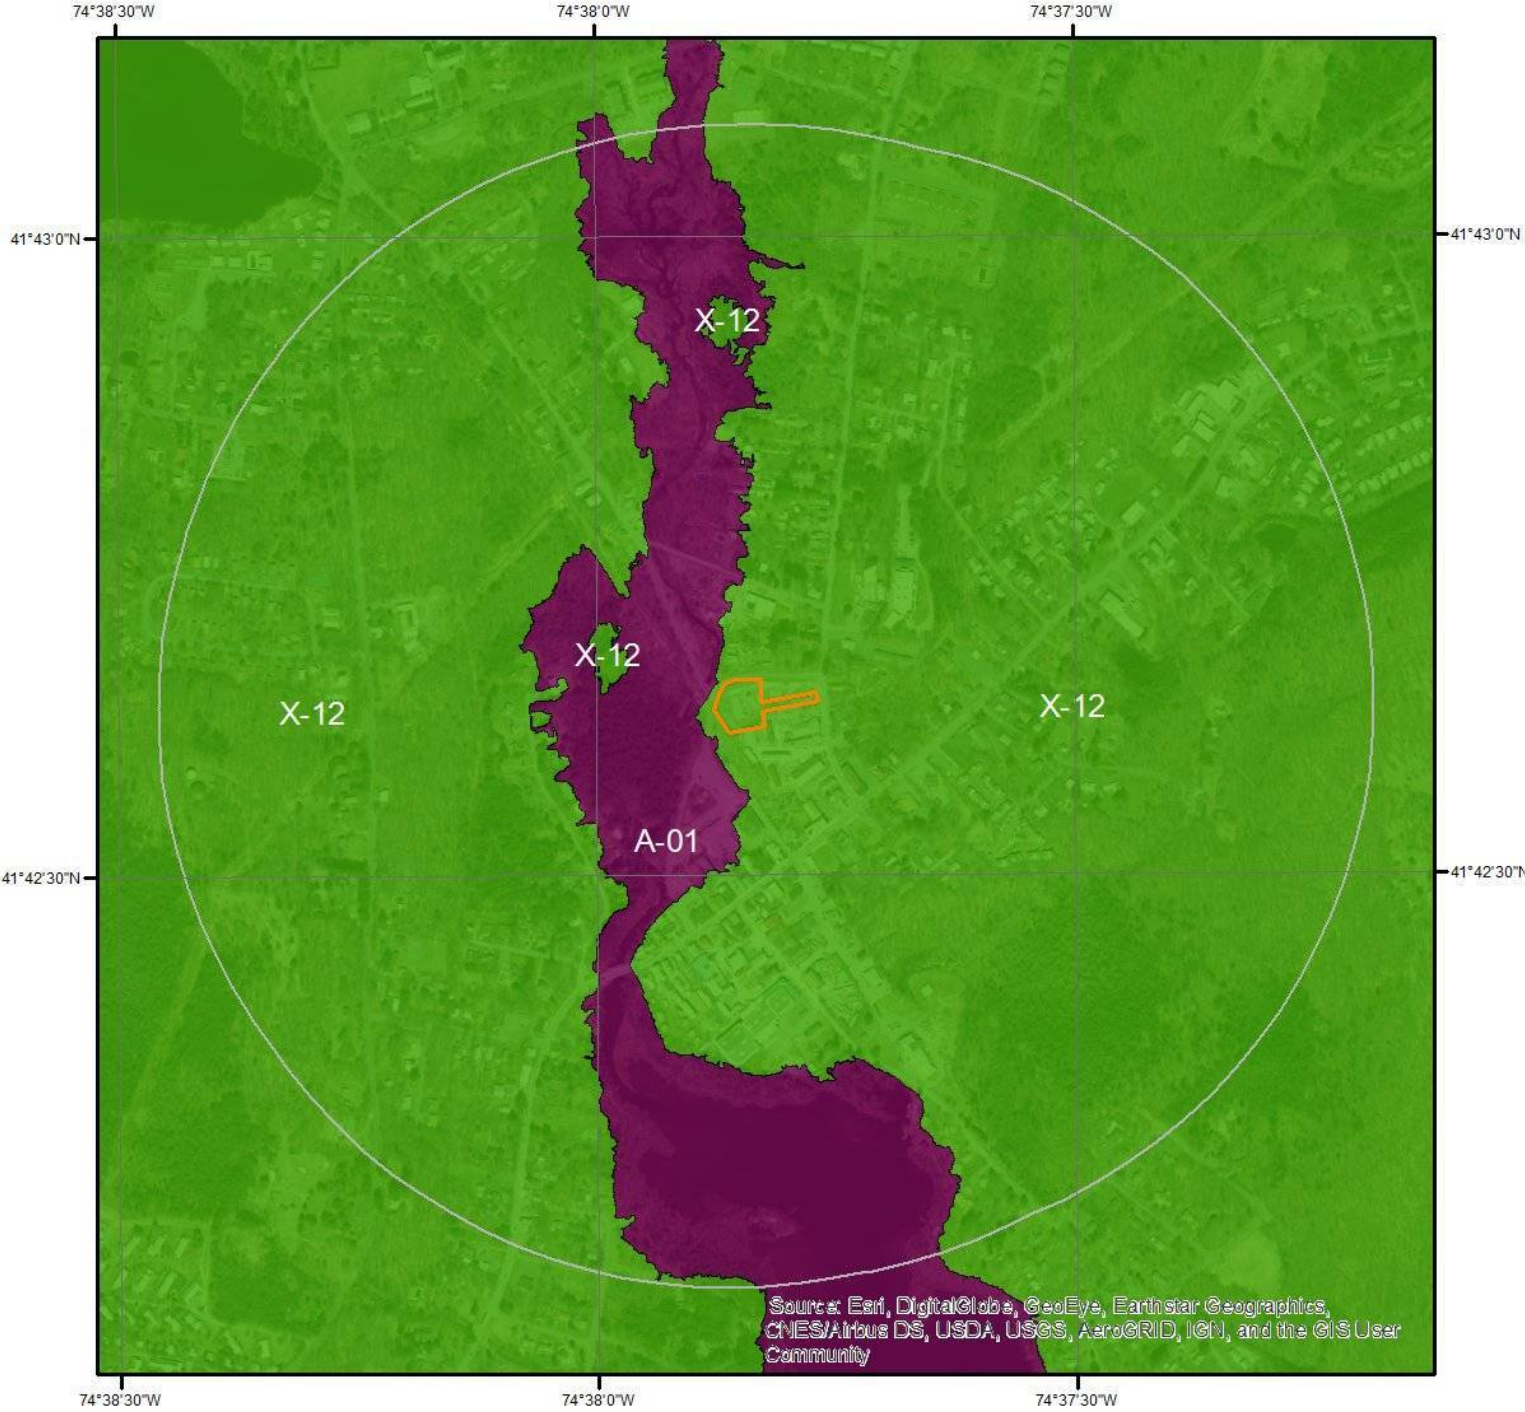 74°38'30"W 74°38'0"W 74°37'30"W
41°43'0"N 41°43'0"N
X-12
X-12
X-12 X-12
A-01
41°42'30"N 41°42'30"N
Source: Esri, DigitalGlobe, GeoEye, Earthstar Geographics,
CNES/Airbus DS, USDA, USGS, AeroGRID, IGN, and the GIS User
Community
74°38'30"W 74°38'0"W 74°37'30"W